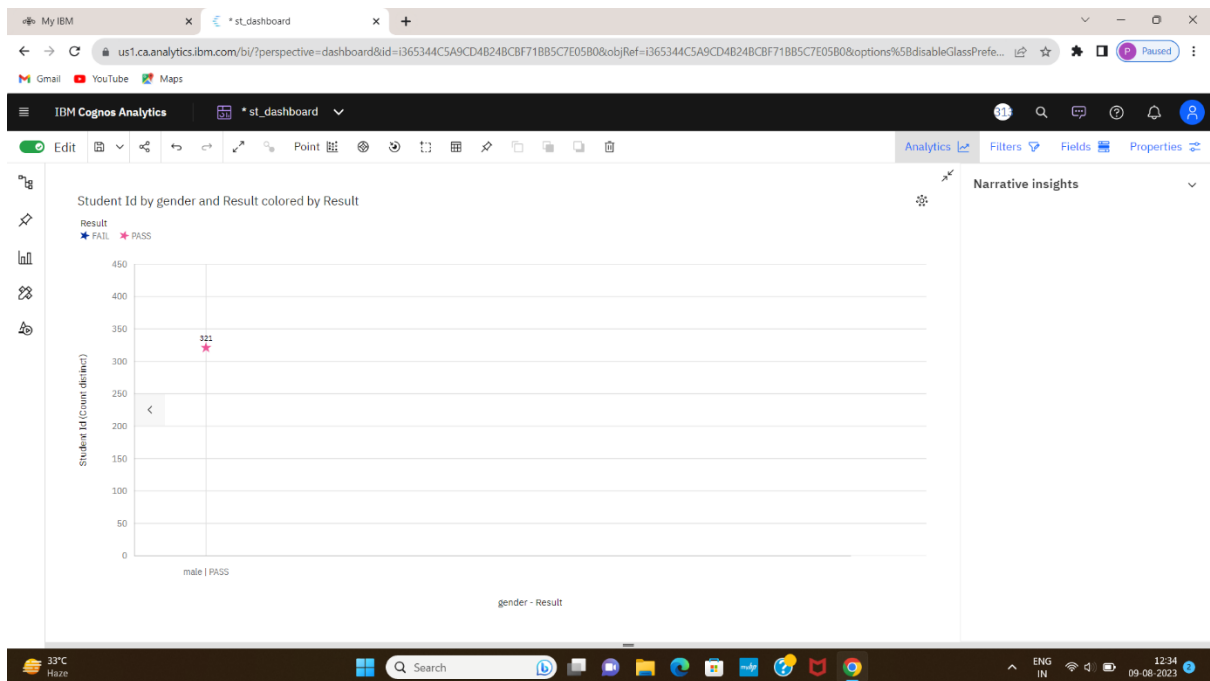 My IBM
* st_dashboard
us1.ca.analytics.ibm.com/bi/?perspective=dashboard&id=i365344C5A9CD4B24BCBF71BB5C7E05B0&objRef=i365344C5A9CD4B24BCBF71BB5C7E05B0&options%5BdisableGlassPrefe...
P Paused
Gmail YouTube Maps
IBM Cognos Analytics * st_dashboard
Edit Point Analytics Filters Fields Properties
Narrative insights
Student Id by gender and Result colored by Result
Result
FAIL PASS
450
400
350
321
300
250
200
150
100
50
0
Student Id (Count distinct)
male | PASS
gender - Result
33°C
Haze
Search
ENG
IN
12:34
09-08-2023
2